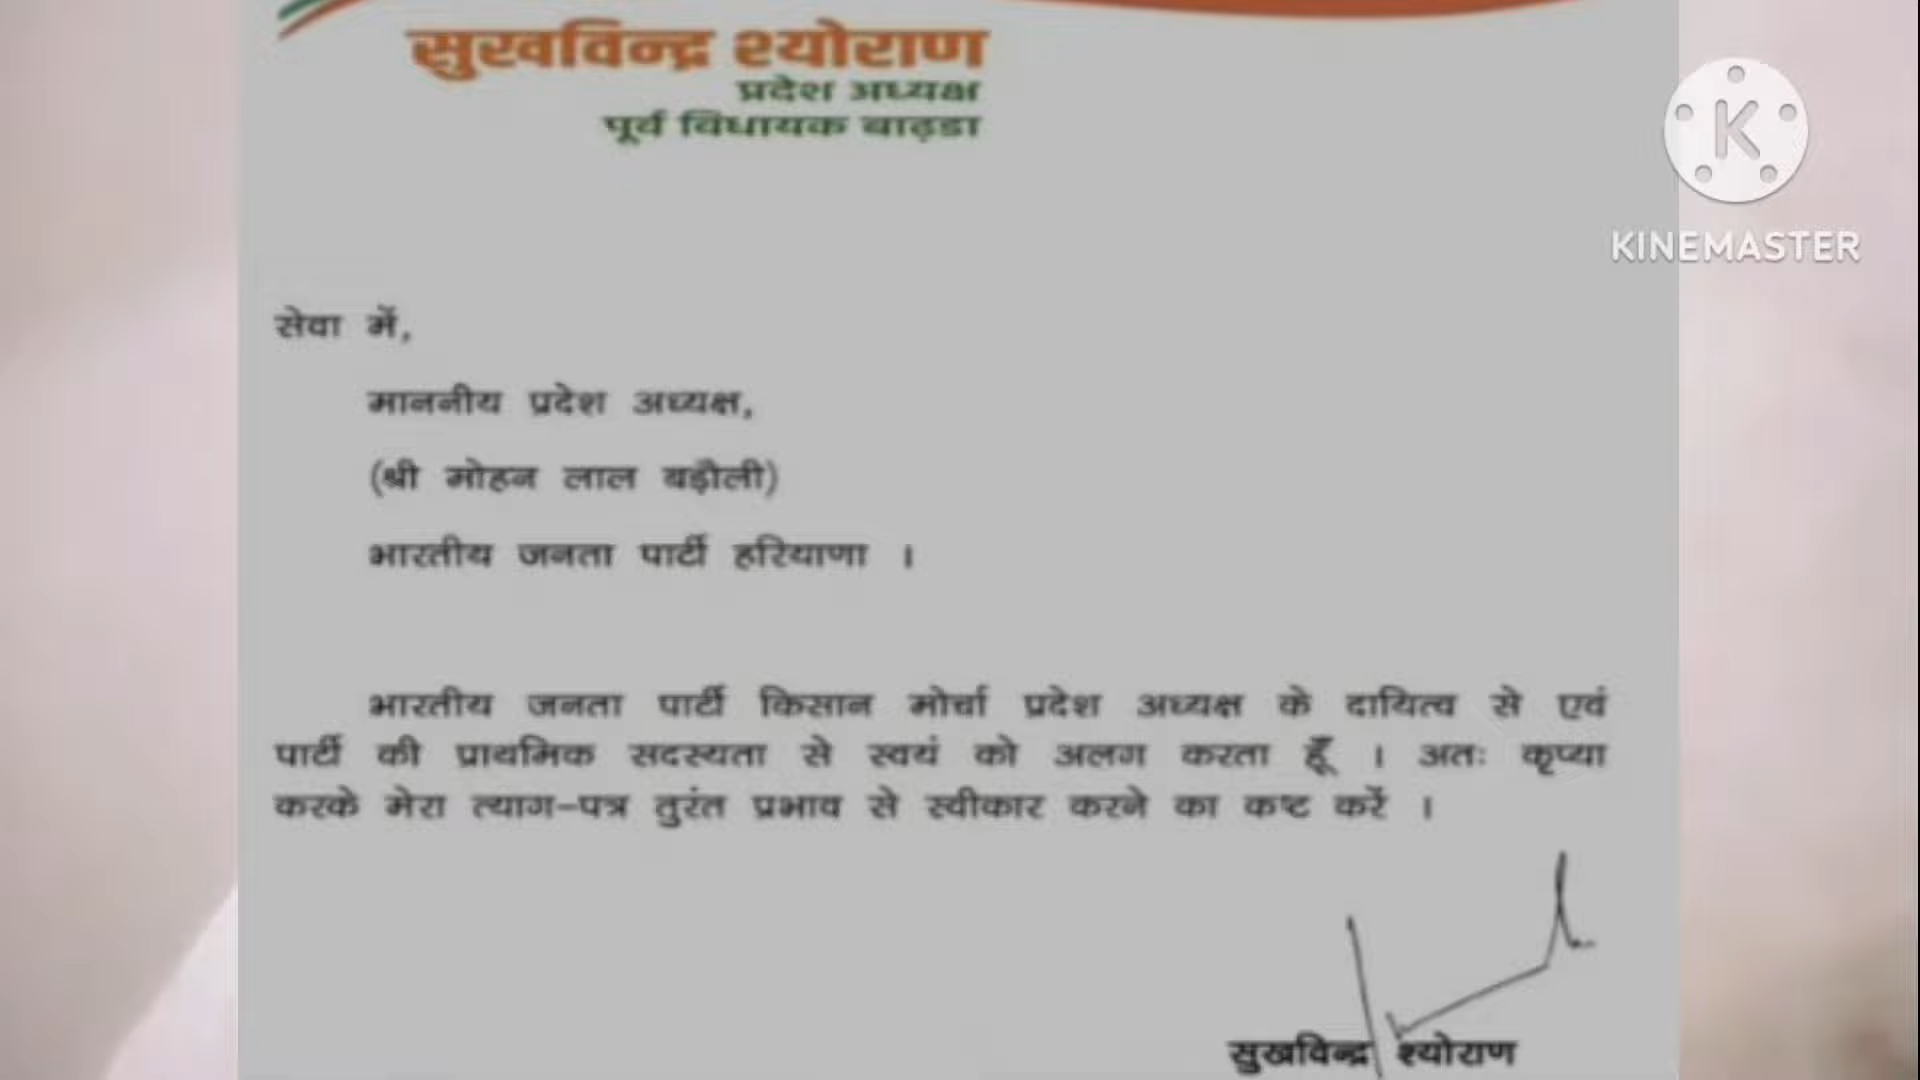 सुखविन्द्र श्योराण
प्रदेश अध्यक्ष
पूर्व विधायक बाढ़डा
KINEMASTER
सेवा में,
माननीय प्रदेश अध्यक्ष,
(श्री मोहन लाल बड़ौली)
भारतीय जनता पार्टी हरियाणा ।
भारतीय जनता पार्टी किसान मोर्चा प्रदेश अध्यक्ष के दायित्व से एवं
पार्टी की प्राथमिक सदस्यता से स्वयं को अलग करता हूँ । अतः कृप्या
करके मेरा त्याग-पत्र तुरंत प्रभाव से स्वीकार करने का कष्ट करें ।
सुखविन्द्र श्योराण